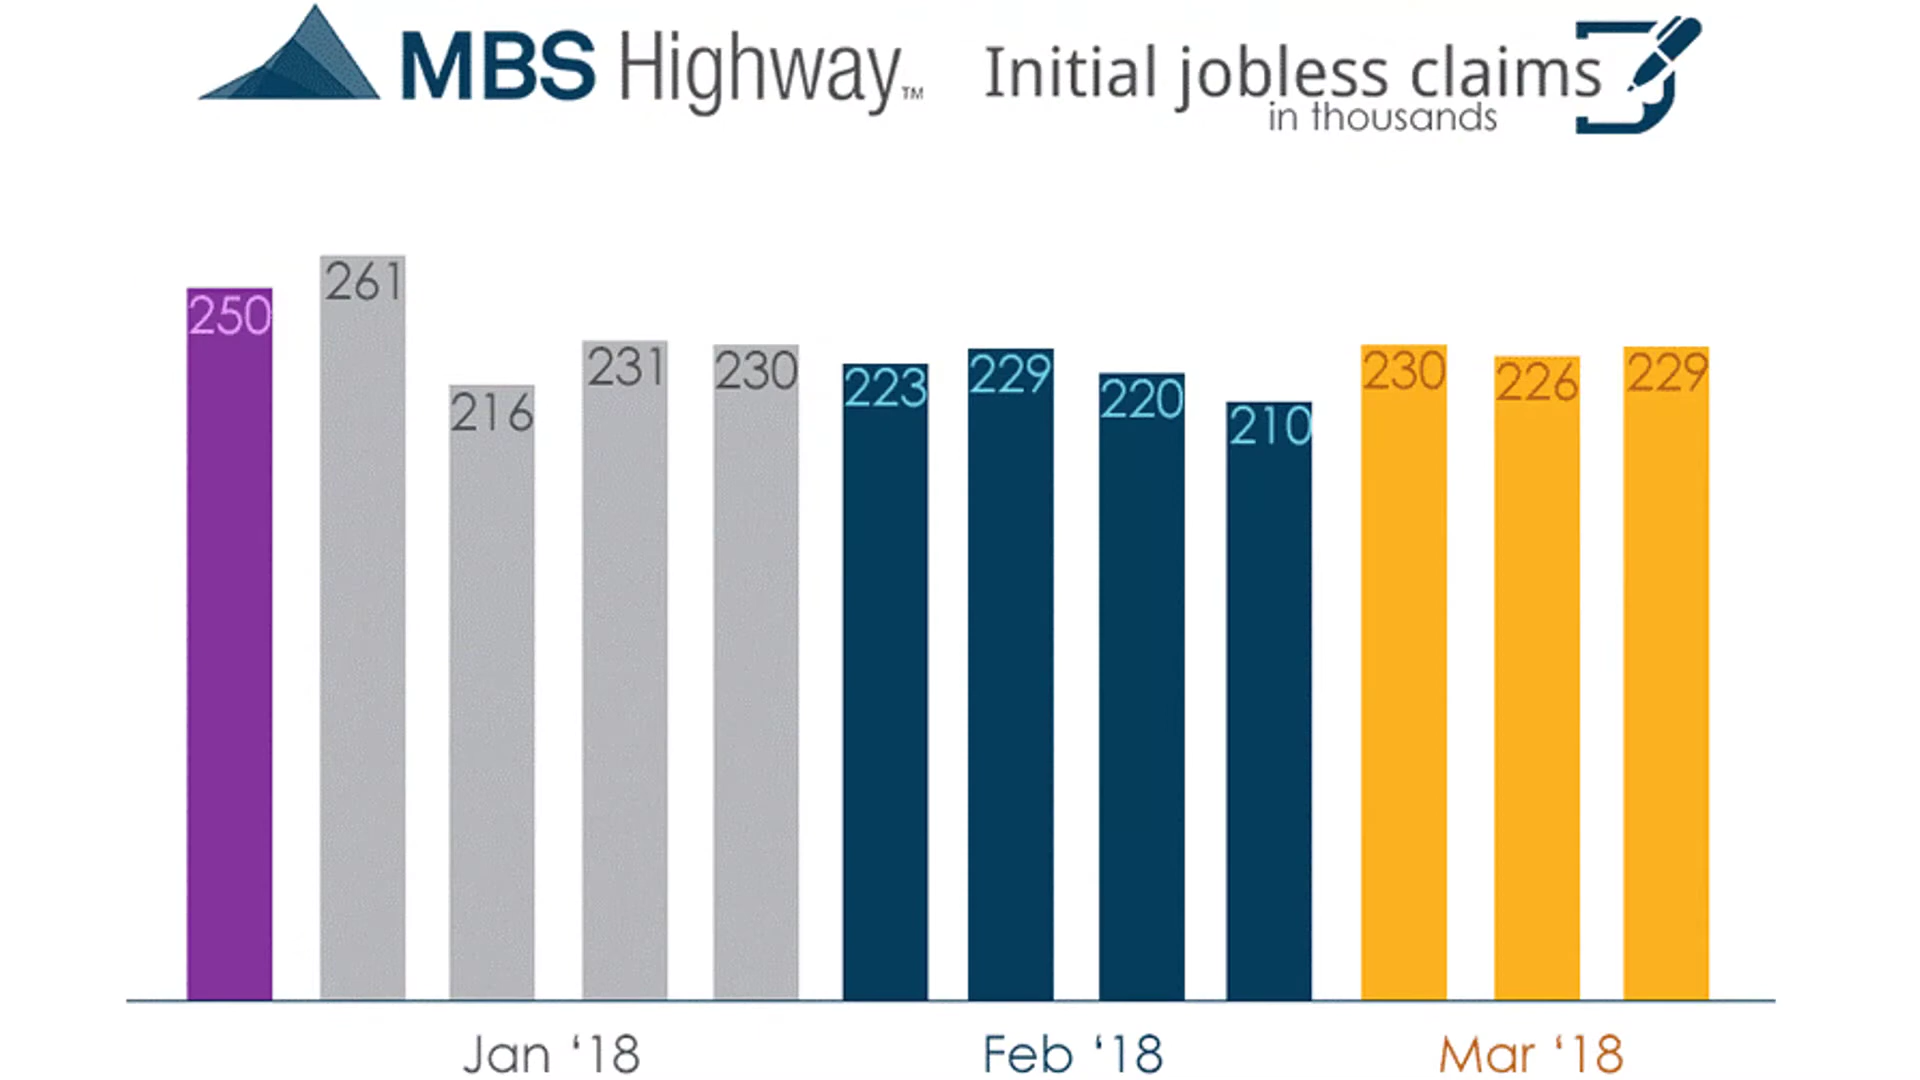 MBS Highway™
Initial jobless claims
in thousands
250 261 216 231 230 223 229 220 210 230 226 229
Jan ‘18 Feb ‘18 Mar ‘18